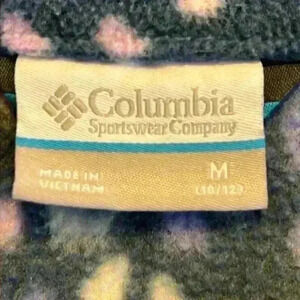 Columbia
Sportswear Company
MADE IN
VIETNAM
M
(10/12)